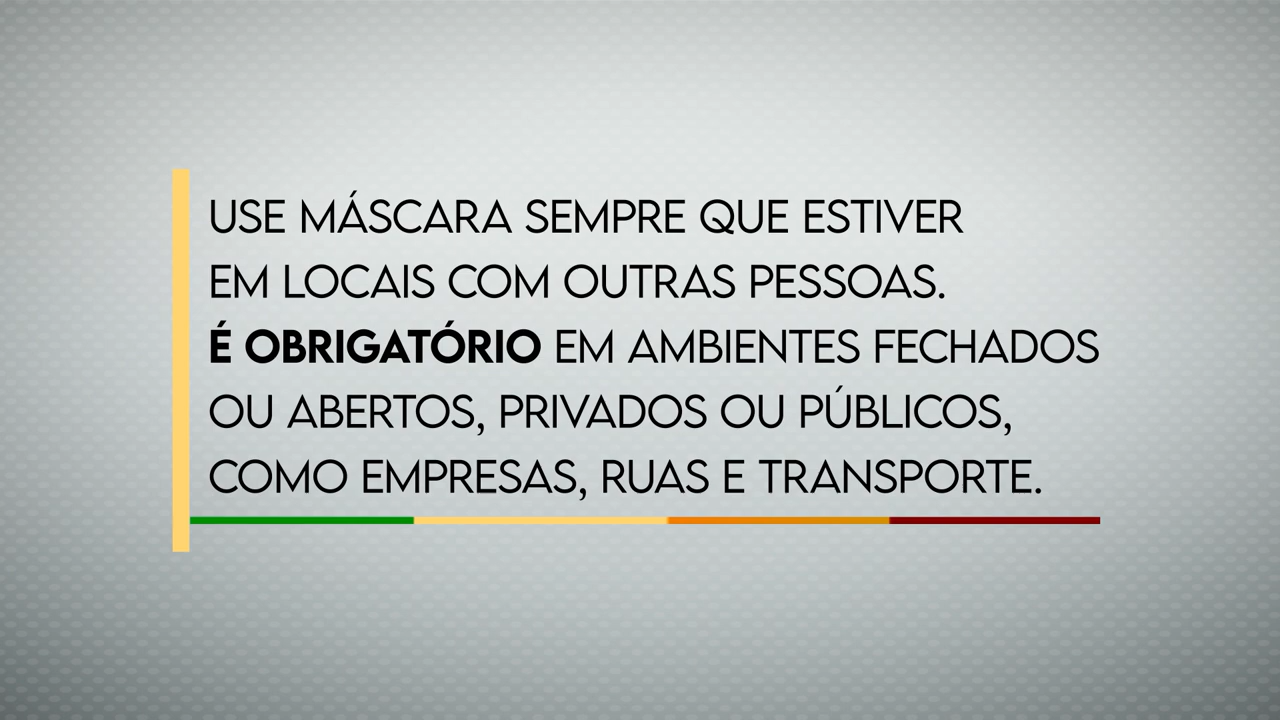 USE MÁSCARA SEMPRE QUE ESTIVER
EM LOCAIS COM OUTRAS PESSOAS.
É OBRIGATÓRIO EM AMBIENTES FECHADOS
OU ABERTOS, PRIVADOS OU PÚBLICOS,
COMO EMPRESAS, RUAS E TRANSPORTE.